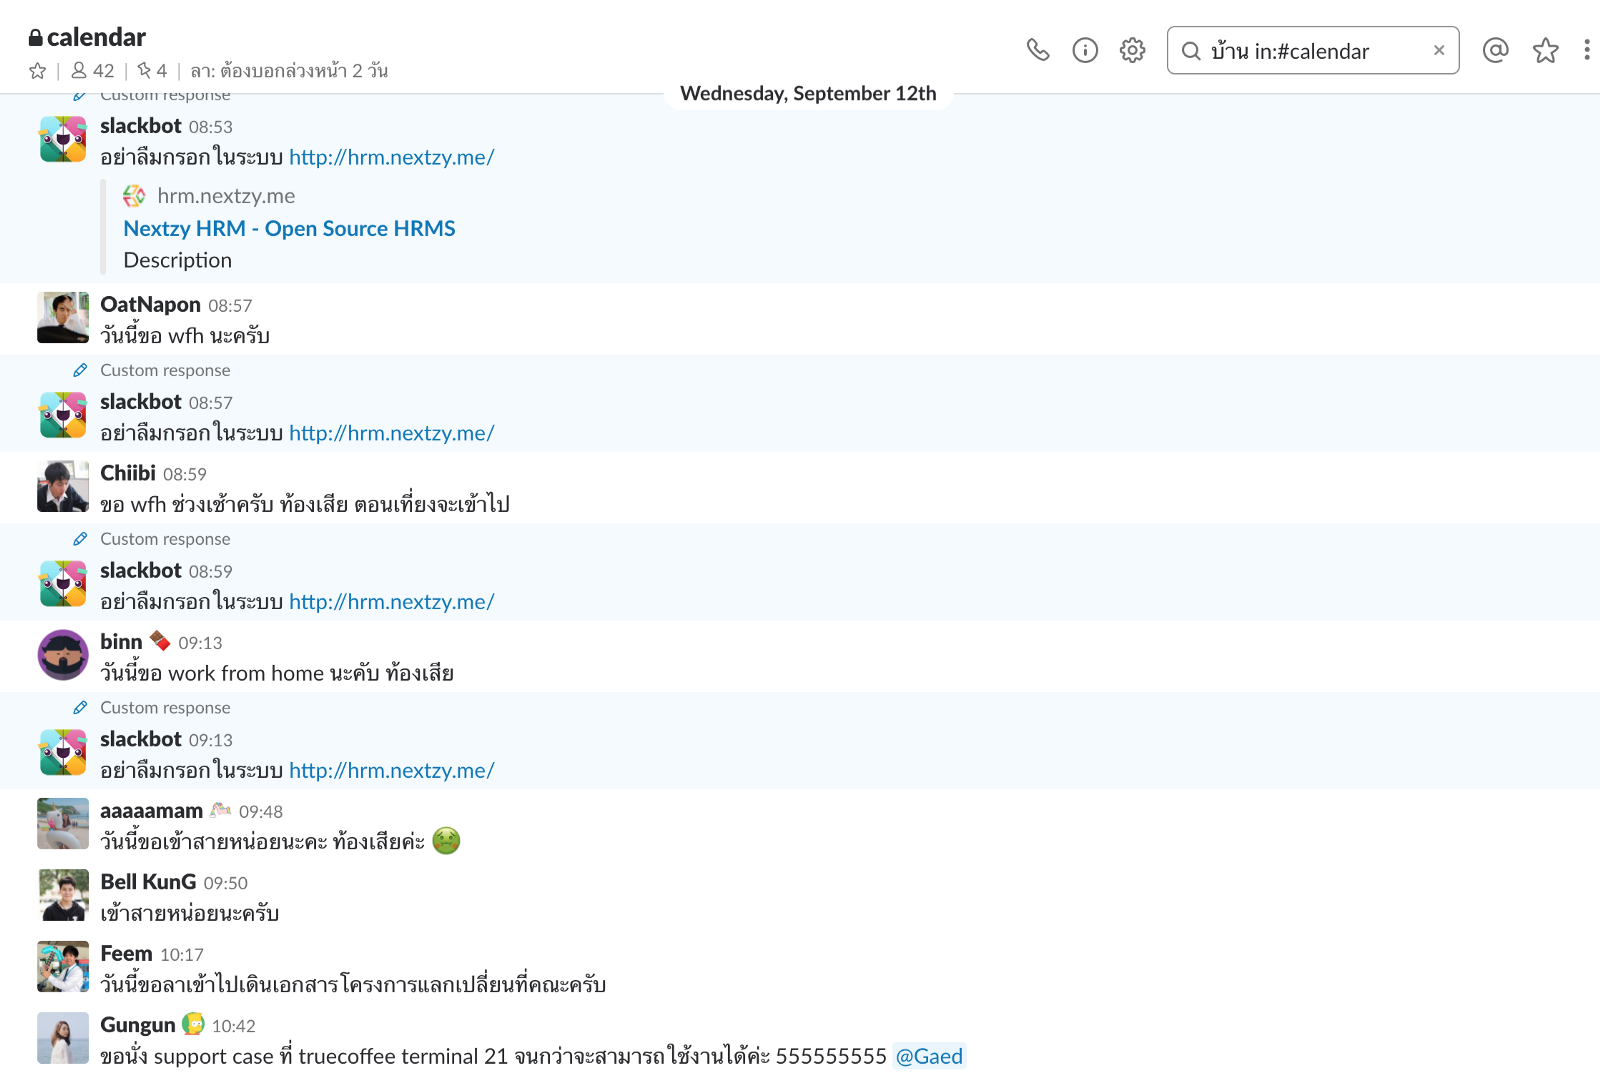 calendar
42 | 4 | ลา: ต้องบอกล่วงหน้า 2 วัน
บ้าน in:#calendar
Custom response
Wednesday, September 12th
slackbot 08:53
อย่าลืมกรอกในระบบ http://hrm.nextzy.me/
hrm.nextzy.me
Nextzy HRM - Open Source HRMS
Description
OatNapon 08:57
วันนี้ขอ wfh นะครับ
Custom response
slackbot 08:57
อย่าลืมกรอกในระบบ http://hrm.nextzy.me/
Chiibi 08:59
ขอ wfh ช่วงเช้าครับ ท้องเสีย ตอนเที่ยงจะเข้าไป
Custom response
slackbot 08:59
อย่าลืมกรอกในระบบ http://hrm.nextzy.me/
binn 09:13
วันนี้ขอ work from home นะคับ ท้องเสีย
Custom response
slackbot 09:13
อย่าลืมกรอกในระบบ http://hrm.nextzy.me/
aaaaamam 09:48
วันนี้ขอเข้าสายหน่อยนะคะ ท้องเสียค่ะ
Bell KunG 09:50
เข้าสายหน่อยนะครับ
Feem 10:17
วันนี้ขอลาเข้าไปเดินเอกสารโครงการแลกเปลี่ยนที่คณะครับ
Gungun 10:42
ขอนั่ง support case ที่ truecoffee terminal 21 จนกว่าจะสามารถใช้งานได้ค่ะ 555555555 @Gaed